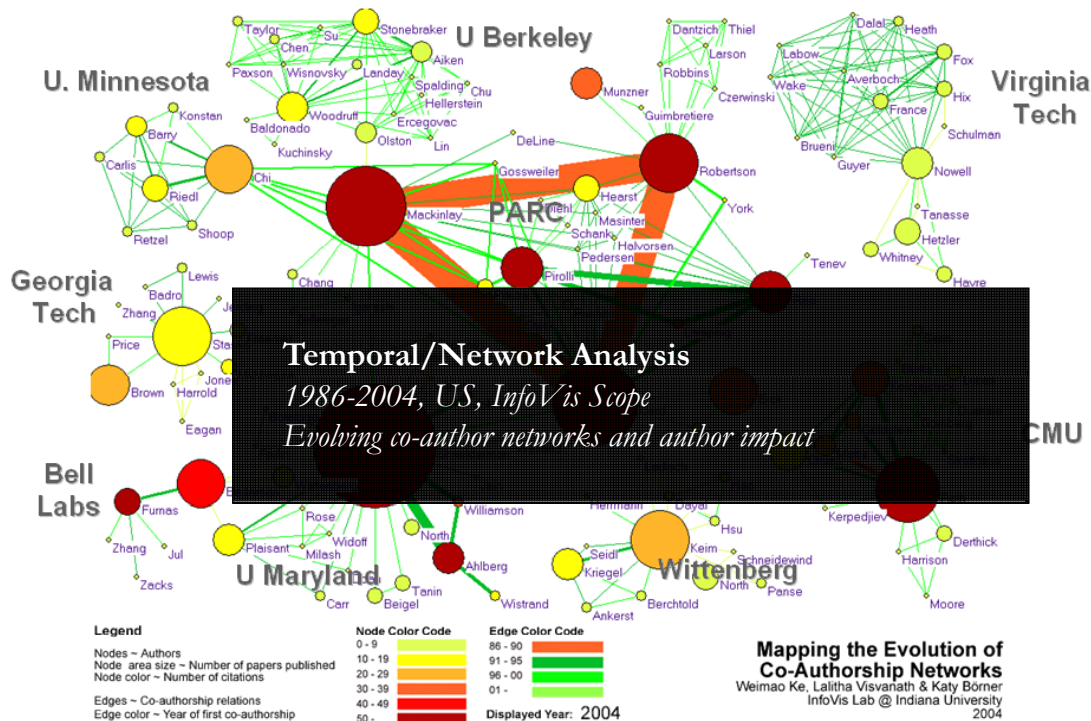 Taylor
Su
Stonebraker
Chen
U Berkeley
Aiken
Paxson
Wisnovsky
Landay
Spalding
Chu
Hellerstein
Woodruff
Ercegovac
Baldonado
Olston
Lin
Kuchinsky
Dantzich
Thiel
Larson
Robbins
Czerwinski
Munzner
Guimbretiere
Dalal
Heath
Labow
Fox
Averboch
Wake
Hix
France
Virginia
Tech
Schulman
Brueni
Guyer
Nowell
Tanasse
Hetzler
Whitney
Havre
U. Minnesota
Konstan
Barry
Carlis
Chi
Riedl
Retzel
Shoop
DeLine
Gossweiler
Robertson
Mackinlay
PARC
Hearst
York
Masinter
Schank
Halvorsen
Pedersen
Pirolli
Tenev
Georgia
Tech
Lewis
Badro
Zhang
Chang
Price
Brown
Harrold
Eagan
Temporal/Network Analysis
1986-2004, US, InfoVis Scope
Evolving co-author networks and author impact
CMU
Bell
Labs
Furnas
Zhang
Jul
Zacks
Rose
Plaisant
Widoff
Milash
U Maryland
Carr
Beigel
Tanin
North
Williamson
Ahlberg
Wistrand
Herrmann
Dayal
Hsu
Keim
Seidl
Kriegel
Schneidewind
Wittenberg
North
Panse
Berchtold
Ankerst
Kerpedjiev
Derthick
Harrison
Moore
Legend
Nodes ~ Authors
Node area size ~ Number of papers published
Node color ~ Number of citations
Edges ~ Co-authorship relations
Edge color ~ Year of first co-authorship
Node Color Code
0 - 9
10 - 19
20 - 29
30 - 39
40 - 49
50 -
Edge Color Code
86 - 90
91 - 95
96 - 00
01 -
Displayed Year: 2004
Mapping the Evolution of
Co-Authorship Networks
Weimao Ke, Lalitha Visvanath & Katy Börner
InfoVis Lab @ Indiana University
2004